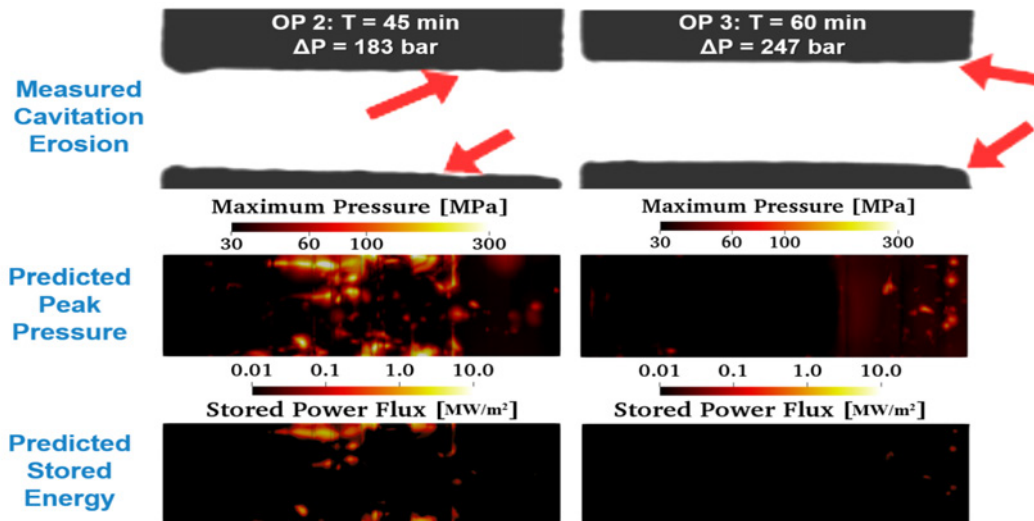 OP 2: T = 45 min
ΔP = 183 bar
OP 3: T = 60 min
ΔP = 247 bar
Measured
Cavitation
Erosion
Maximum Pressure [MPa]
30 60 100 300
Maximum Pressure [MPa]
30 60 100 300
Predicted
Peak
Pressure
0.01 0.1 1.0 10.0
Stored Power Flux [MW/m²]
0.01 0.1 1.0 10.0
Stored Power Flux [MW/m²]
Predicted
Stored
Energy